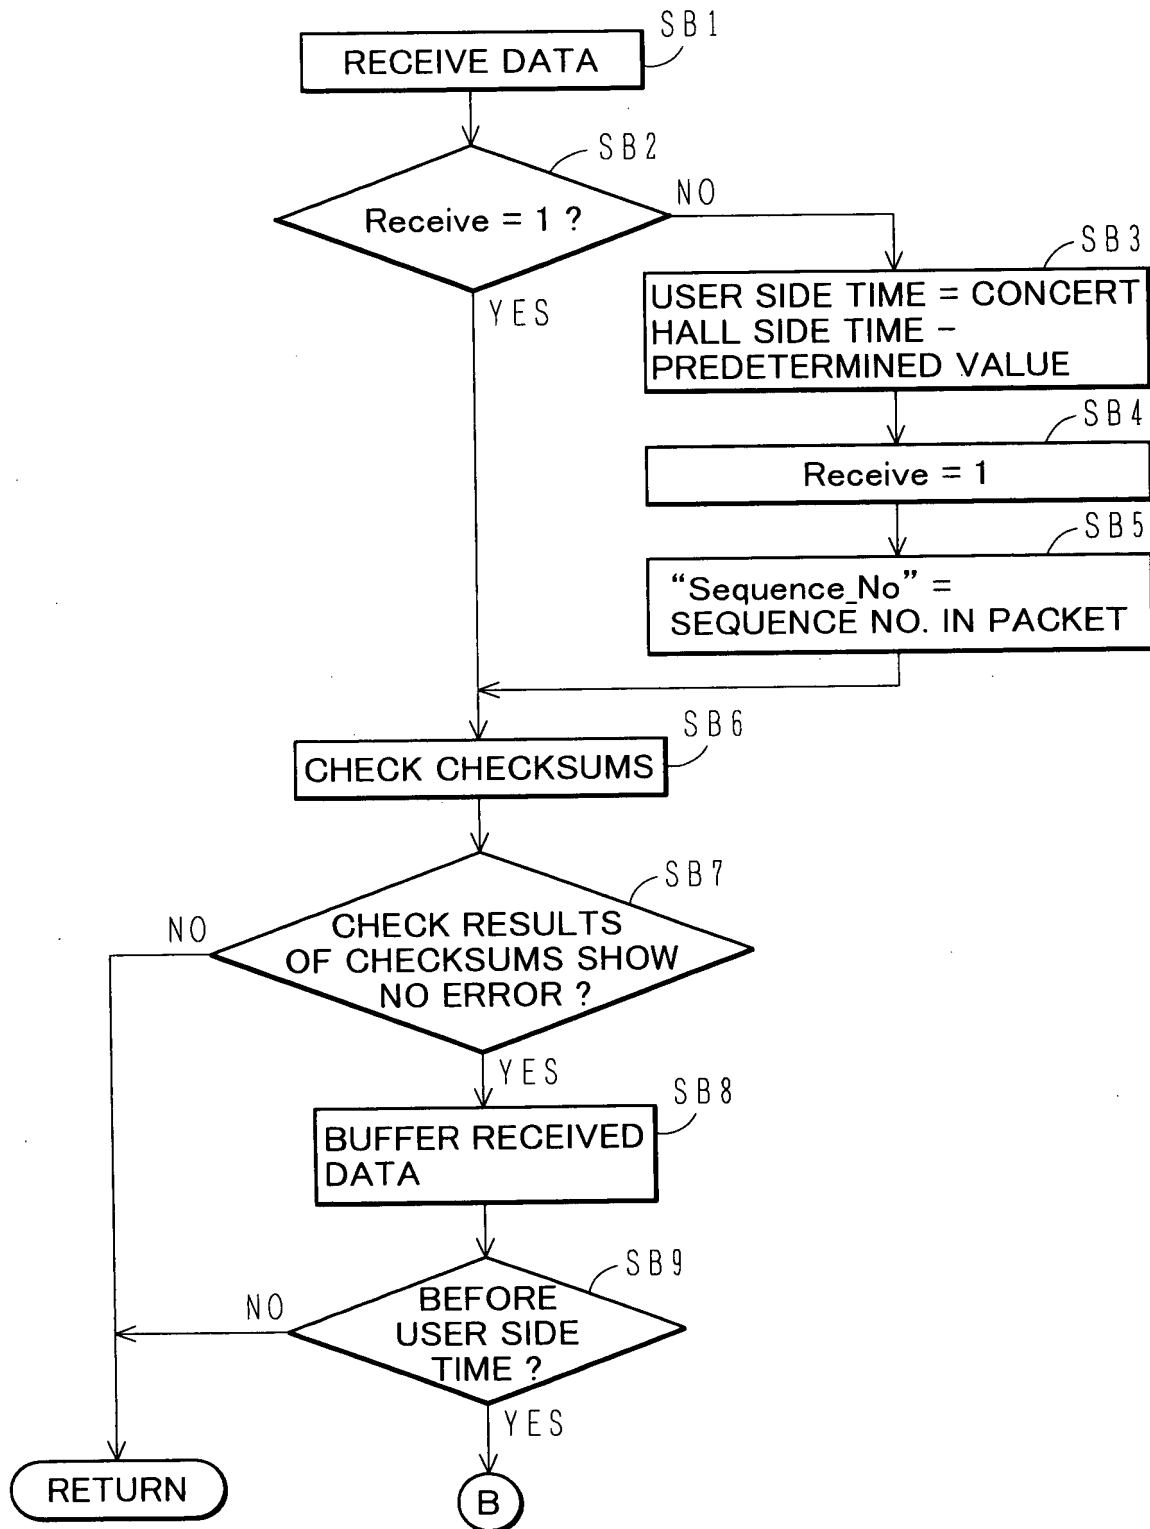 SB1
RECEIVE DATA
SB2
Receive = 1 ?
NO
YES
SB3
USER SIDE TIME = CONCERT
HALL SIDE TIME –
PREDETERMINED VALUE
SB4
Receive = 1
SB5
“Sequence_No” =
SEQUENCE NO. IN PACKET
SB6
CHECK CHECKSUMS
SB7
CHECK RESULTS
OF CHECKSUMS SHOW
NO ERROR ?
NO
YES
SB8
BUFFER RECEIVED
DATA
SB9
BEFORE
USER SIDE
TIME ?
NO
YES
RETURN
B